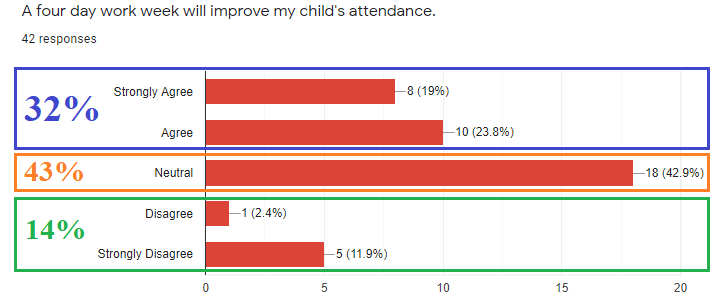 A four day work week will improve my child's attendance.
42 responses
32%
Strongly Agree 8 (19%)
Agree 10 (23.8%)
43%
Neutral 18 (42.9%)
14%
Disagree 1 (2.4%)
Strongly Disagree 5 (11.9%)
0 5 10 15 20